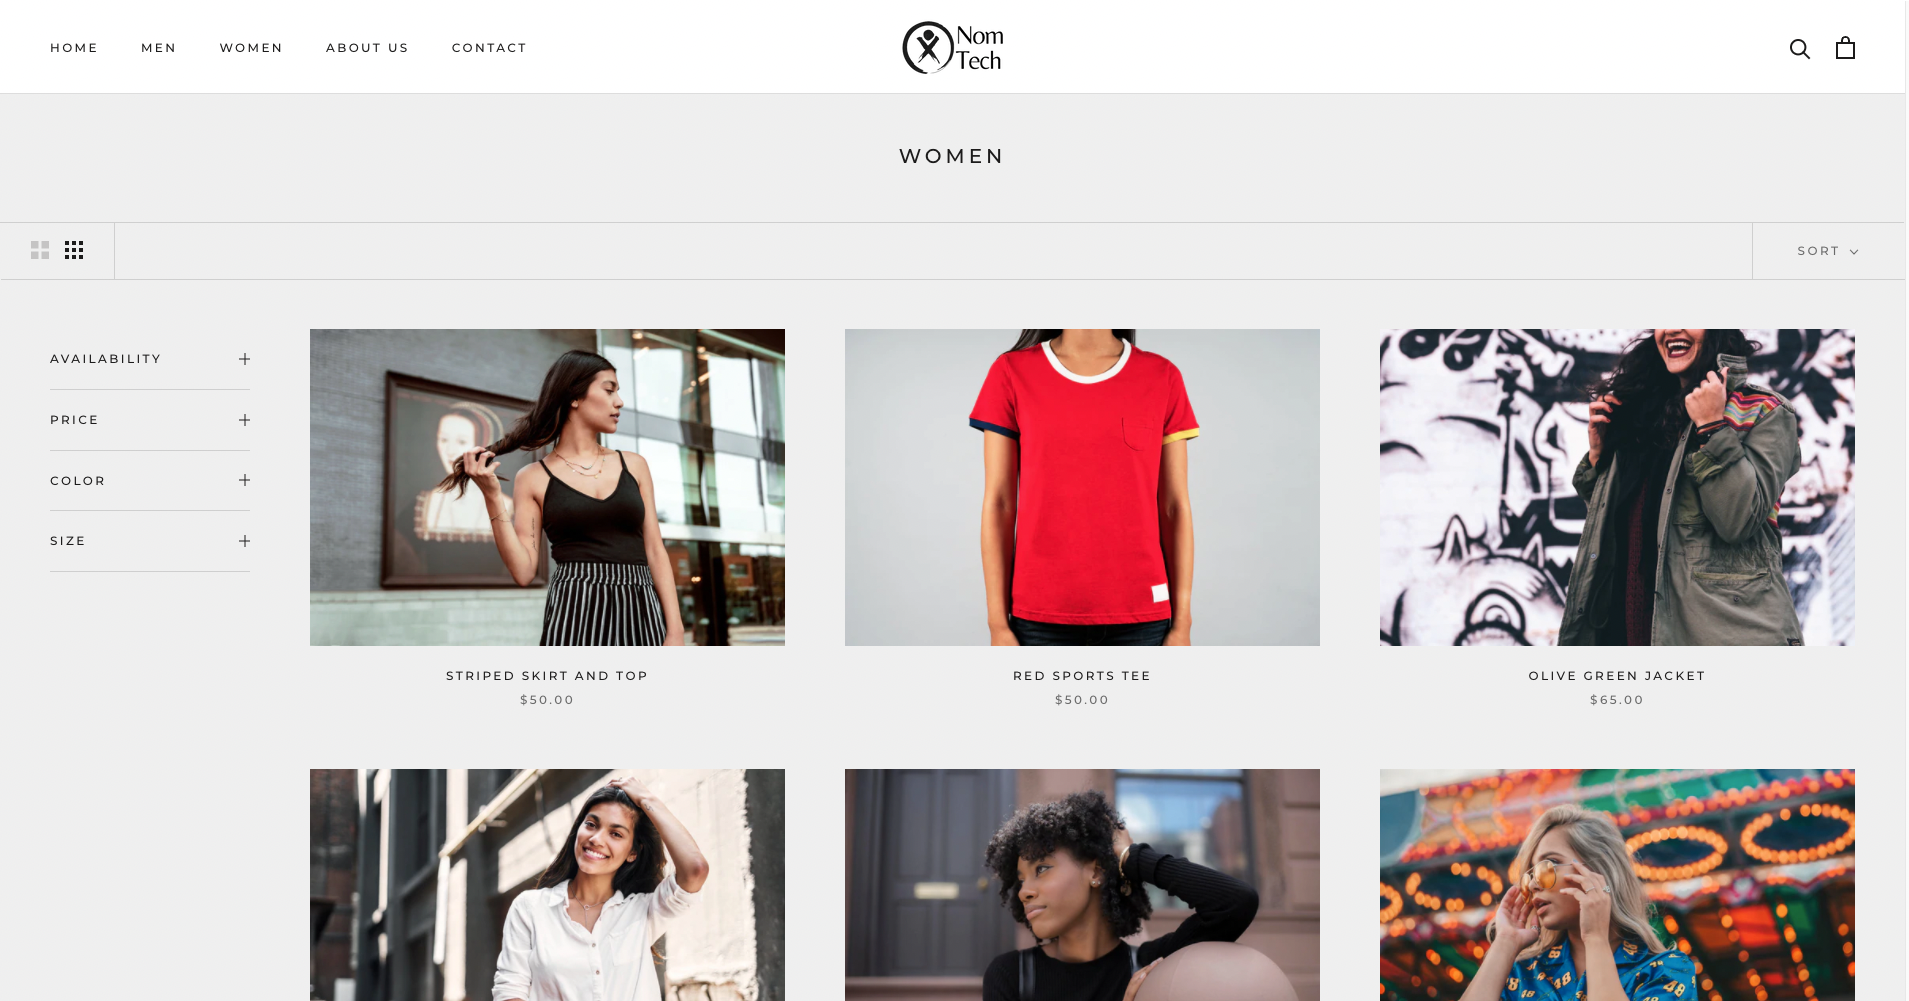 HOME
MEN
WOMEN
ABOUT US
CONTACT
Nom
Tech
WOMEN
SORT
AVAILABILITY
PRICE
COLOR
SIZE
STRIPED SKIRT AND TOP
$50.00
RED SPORTS TEE
$50.00
OLIVE GREEN JACKET
$65.00